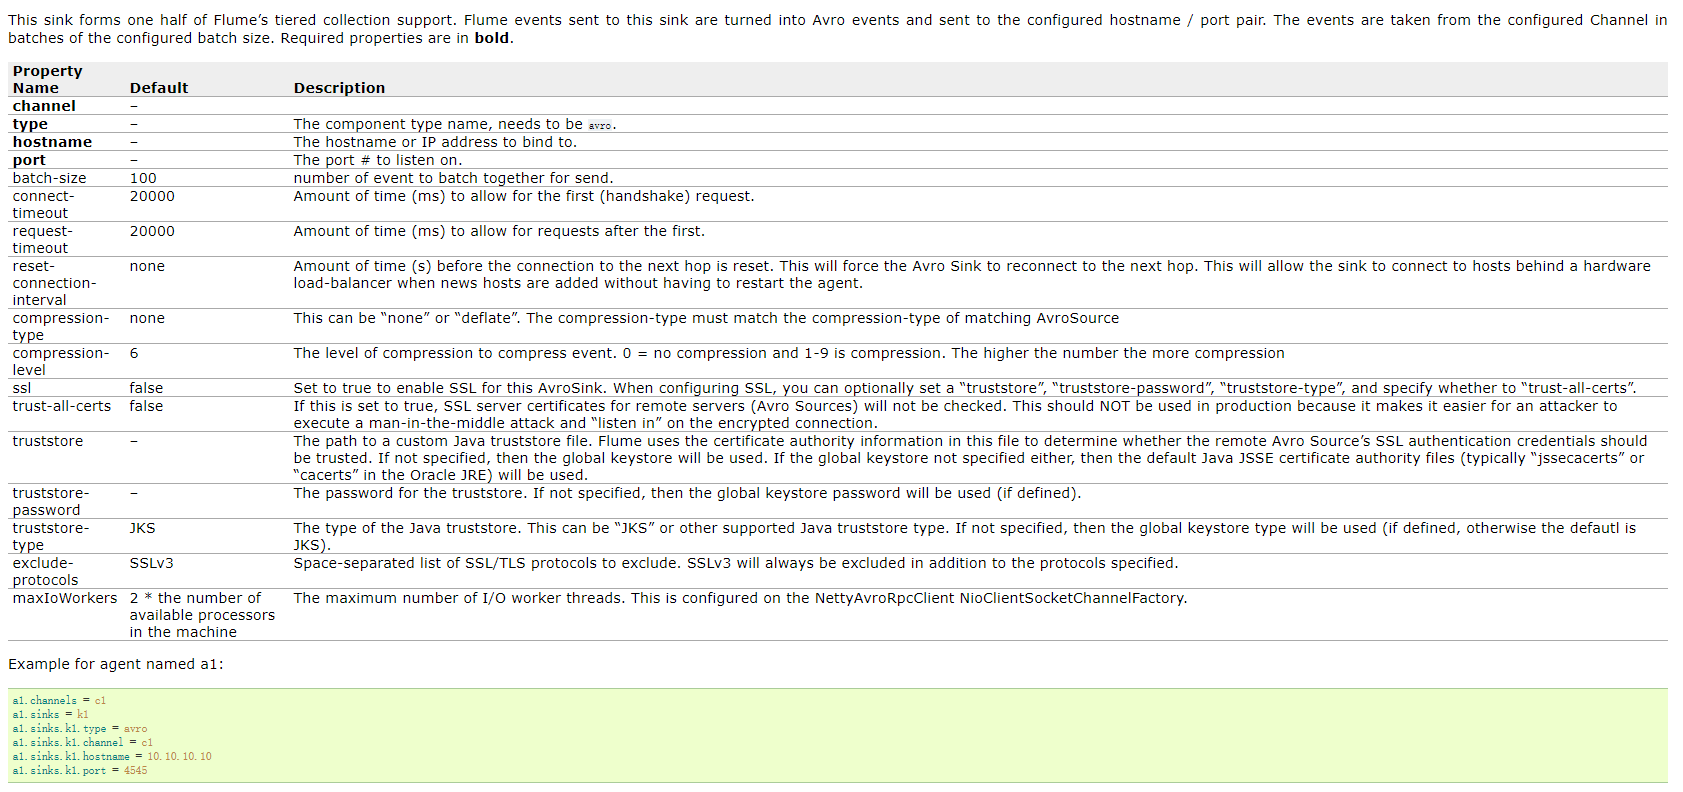 This sink forms one half of Flume’s tiered collection support. Flume events sent to this sink are turned into Avro events and sent to the configured hostname / port pair. The events are taken from the configured Channel in
batches of the configured batch size. Required properties are in bold.
Property
Name Default Description
channel –
type – The component type name, needs to be avro.
hostname – The hostname or IP address to bind to.
port – The port # to listen on.
batch-size 100 number of event to batch together for send.
connect- 20000 Amount of time (ms) to allow for the first (handshake) request.
timeout
request- 20000 Amount of time (ms) to allow for requests after the first.
timeout
reset- none Amount of time (s) before the connection to the next hop is reset. This will force the Avro Sink to reconnect to the next hop. This will allow the sink to connect to hosts behind a hardware
connection- load-balancer when news hosts are added without having to restart the agent.
interval
compression- none This can be “none” or “deflate”. The compression-type must match the compression-type of matching AvroSource
type
compression- 6 The level of compression to compress event. 0 = no compression and 1-9 is compression. The higher the number the more compression
level
ssl false Set to true to enable SSL for this AvroSink. When configuring SSL, you can optionally set a “truststore”, “truststore-password”, “truststore-type”, and specify whether to “trust-all-certs”.
trust-all-certs false If this is set to true, SSL server certificates for remote servers (Avro Sources) will not be checked. This should NOT be used in production because it makes it easier for an attacker to
execute a man-in-the-middle attack and “listen in” on the encrypted connection.
truststore – The path to a custom Java truststore file. Flume uses the certificate authority information in this file to determine whether the remote Avro Source’s SSL authentication credentials should
be trusted. If not specified, then the global keystore will be used. If the global keystore not specified either, then the default Java JSSE certificate authority files (typically “jssecacerts” or
“cacerts” in the Oracle JRE) will be used.
truststore- – The password for the truststore. If not specified, then the global keystore password will be used (if defined).
password
truststore- JKS The type of the Java truststore. This can be “JKS” or other supported Java truststore type. If not specified, then the global keystore type will be used (if defined, otherwise the defautl is
type JKS).
exclude- SSLv3 Space-separated list of SSL/TLS protocols to exclude. SSLv3 will always be excluded in addition to the protocols specified.
protocols
maxIoWorkers 2 * the number of The maximum number of I/O worker threads. This is configured on the NettyAvroRpcClient NioClientSocketChannelFactory.
available processors
in the machine
Example for agent named a1:
a1.channels = c1
a1.sinks = k1
a1.sinks.k1.type = avro
a1.sinks.k1.channel = c1
a1.sinks.k1.hostname = 10.10.10.10
a1.sinks.k1.port = 4545